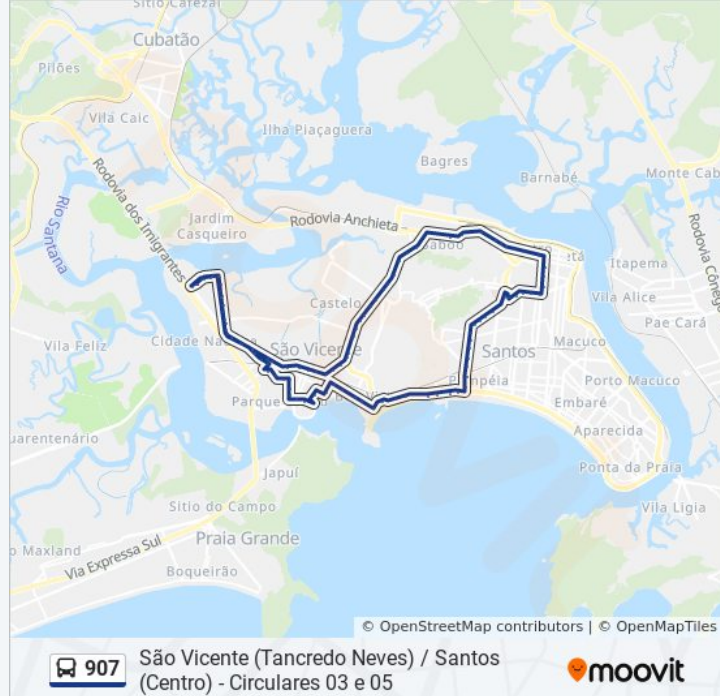 Sítio Cafezal
Cubatão
Pilões
Vila Caic
Ilha Piaçaguera
Bagres
Barnabé
Monte Cab
Rodovia dos Imigrantes
Rio Santana
Jardim
Casqueiro
Rodovia Anchieta
Saboó
Rodovia Cônego
Itapema
Vila Alice
Pae Cará
Castelo
Vila Feliz
Cidade Na
São Vicente
Santos
Macuco
Parque
Pompéia
Porto Macuco
Embaré
Aparecida
uarentenário
Ponta da Praia
Japuí
Vila Ligia
Sítio do Campo
o Maxland
Via Expressa Sul
Praia Grande
Boqueirão
© OpenStreetMap contributors | © OpenMapTiles
907
São Vicente (Tancredo Neves) / Santos
(Centro) - Circulares 03 e 05
moovit